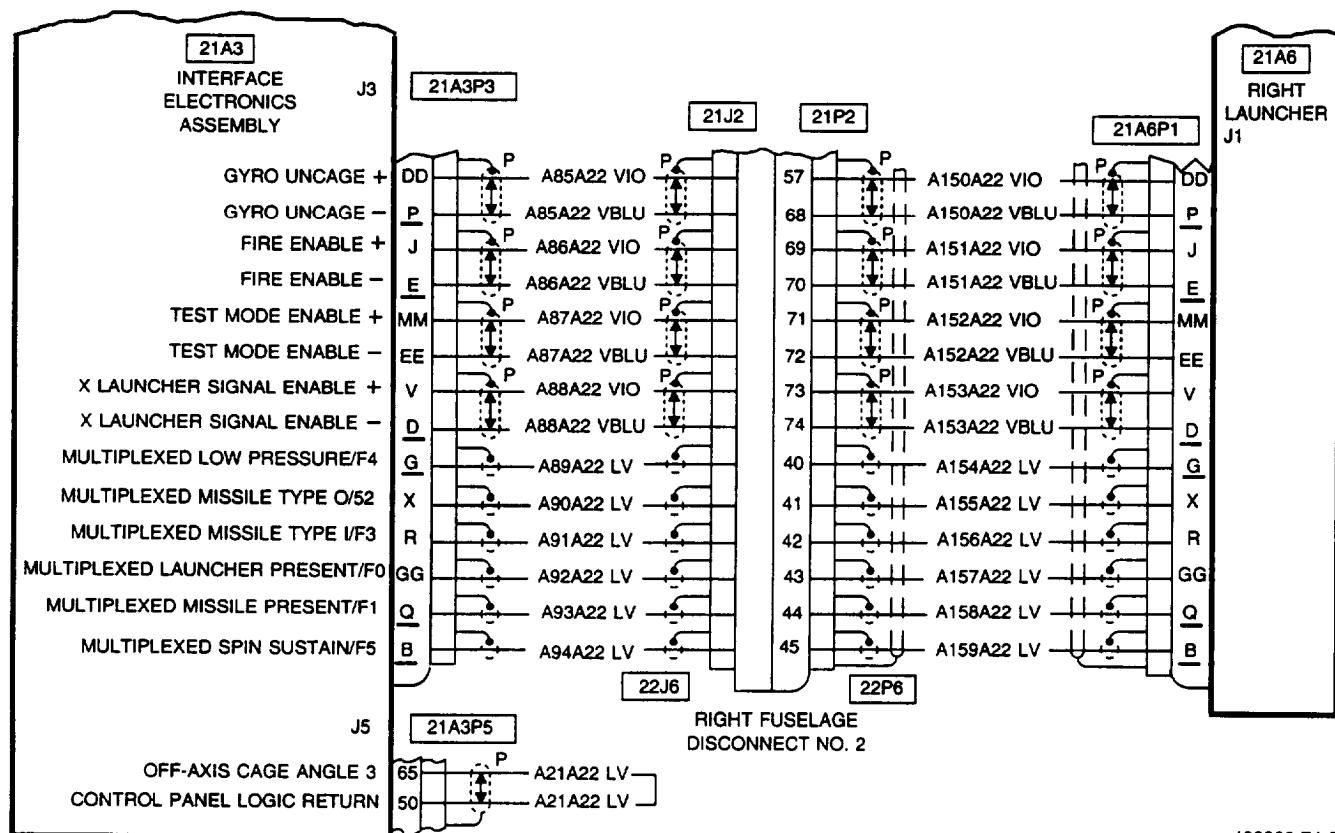 21A3
INTERFACE
ELECTRONICS
ASSEMBLY
J3
21A3P3
21J2
21P2
21A6P1
21A6
RIGHT
LAUNCHER
J1
GYRO UNCAGE + DD P A85A22 VIO P 57 P A150A22 VIO P DD
GYRO UNCAGE – P A85A22 VBLU 68 A150A22 VBLU P
FIRE ENABLE + J P A86A22 VIO P 69 P A151A22 VIO P J
FIRE ENABLE – E A86A22 VBLU 70 A151A22 VBLU E
TEST MODE ENABLE + MM P A87A22 VIO P 71 P A152A22 VIO P MM
TEST MODE ENABLE – EE A87A22 VBLU 72 A152A22 VBLU EE
X LAUNCHER SIGNAL ENABLE + V P A88A22 VIO P 73 P A153A22 VIO P V
X LAUNCHER SIGNAL ENABLE – D A88A22 VBLU 74 A153A22 VBLU D
MULTIPLEXED LOW PRESSURE/F4 G A89A22 LV 40 A154A22 LV G
MULTIPLEXED MISSILE TYPE O/52 X A90A22 LV 41 A155A22 LV X
MULTIPLEXED MISSILE TYPE I/F3 R A91A22 LV 42 A156A22 LV R
MULTIPLEXED LAUNCHER PRESENT/F0 GG A92A22 LV 43 A157A22 LV GG
MULTIPLEXED MISSILE PRESENT/F1 Q A93A22 LV 44 A158A22 LV Q
MULTIPLEXED SPIN SUSTAIN/F5 B A94A22 LV 45 A159A22 LV B
22J6
22P6
RIGHT FUSELAGE
DISCONNECT NO. 2
J5
21A3P5
OFF-AXIS CAGE ANGLE 3 65 P A21A22 LV
CONTROL PANEL LOGIC RETURN 50 A21A22 LV